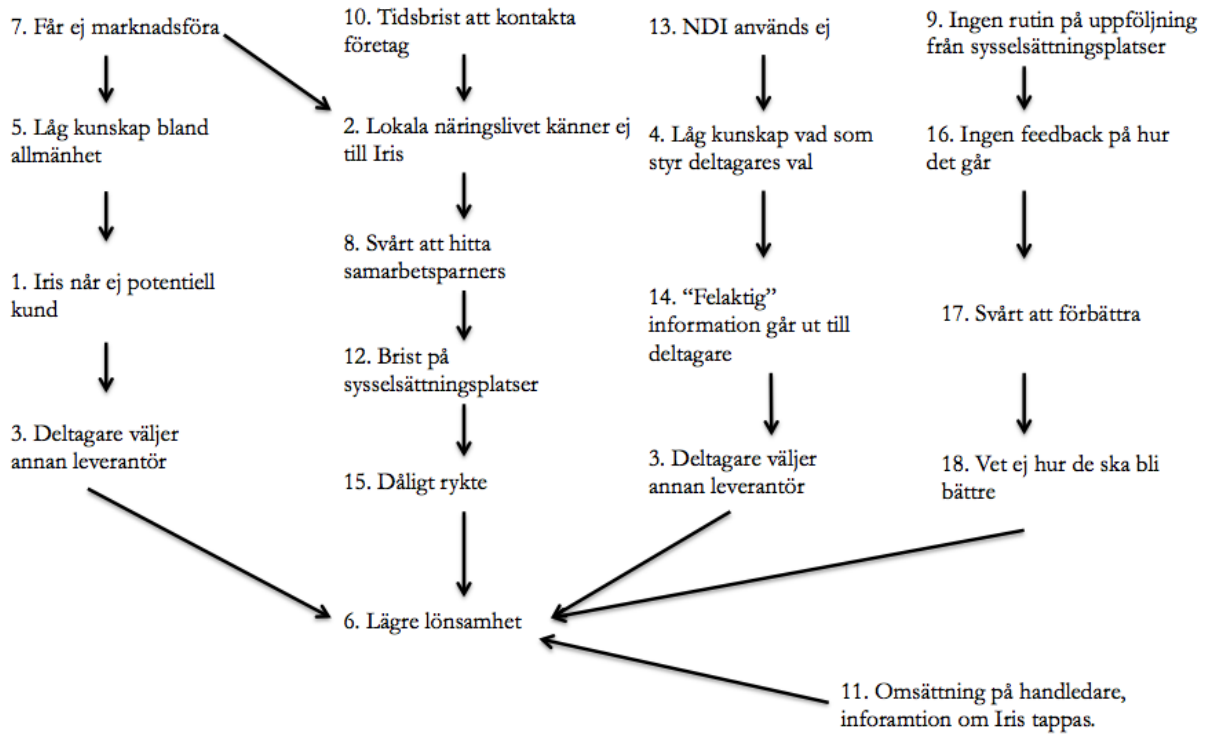 7. Får ej marknadsföra
10. Tidsbrist att kontakta
företag
13. NDI används ej
9. Ingen rutin på uppföljning
från sysselsättningsplatser
5. Låg kunskap bland
allmänhet
2. Lokala näringslivet känner ej
till Iris
4. Låg kunskap vad som
styr deltagares val
16. Ingen feedback på hur
det går
1. Iris når ej potentiell
kund
8. Svårt att hitta
samarbetsparners
14. “Felaktig”
information går ut till
deltagare
17. Svårt att förbättra
12. Brist på
sysselsättningsplatser
3. Deltagare väljer
annan leverantör
15. Dåligt rykte
3. Deltagare väljer
annan leverantör
18. Vet ej hur de ska bli
bättre
6. Lägre lönsamhet
11. Omsättning på handledare,
inforamtion om Iris tappas.